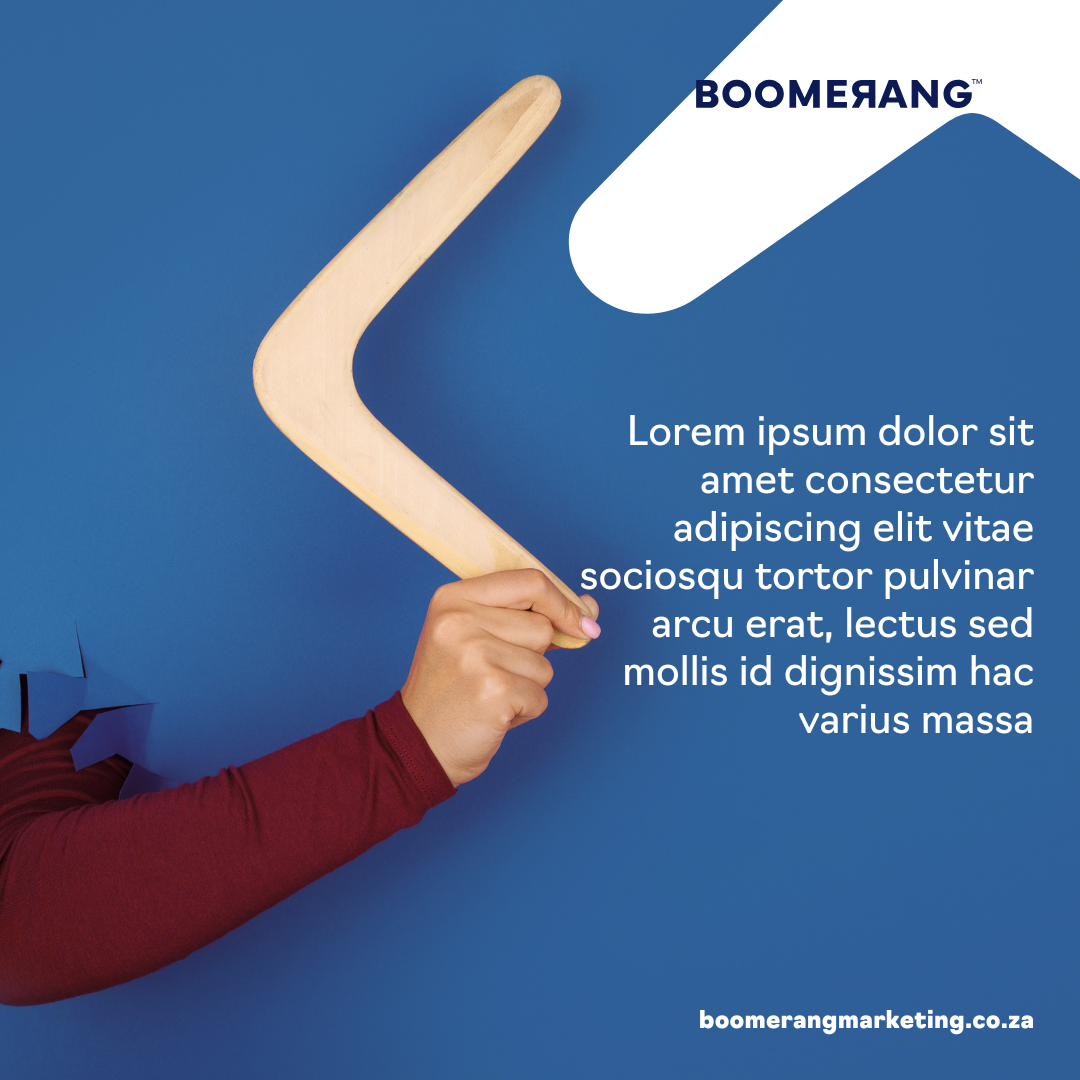 BOOMEЯANG™
Lorem ipsum dolor sit
amet consectetur
adipiscing elit vitae
sociosqu tortor pulvinar
arcu erat, lectus sed
mollis id dignissim hac
varius massa
boomerangmarketing.co.za